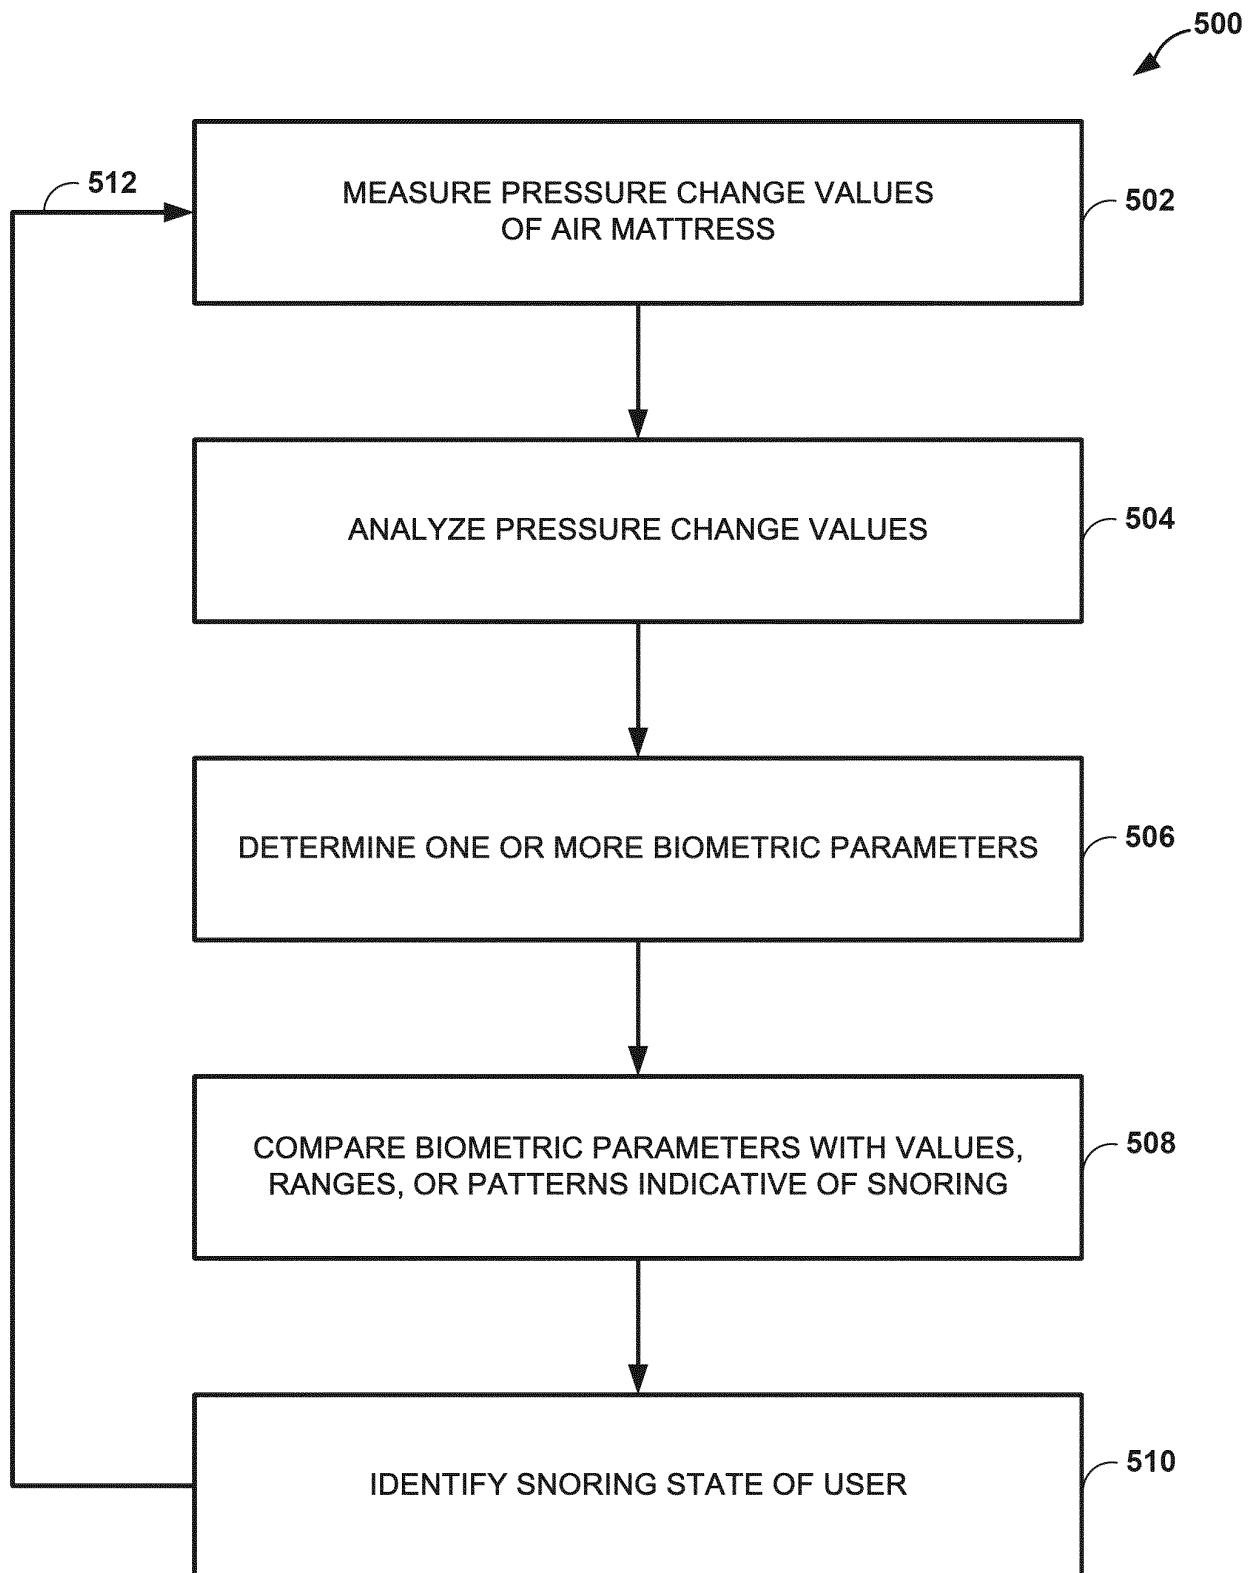 500
512
MEASURE PRESSURE CHANGE VALUES
OF AIR MATTRESS
502
ANALYZE PRESSURE CHANGE VALUES
504
DETERMINE ONE OR MORE BIOMETRIC PARAMETERS
506
COMPARE BIOMETRIC PARAMETERS WITH VALUES,
RANGES, OR PATTERNS INDICATIVE OF SNORING
508
IDENTIFY SNORING STATE OF USER
510